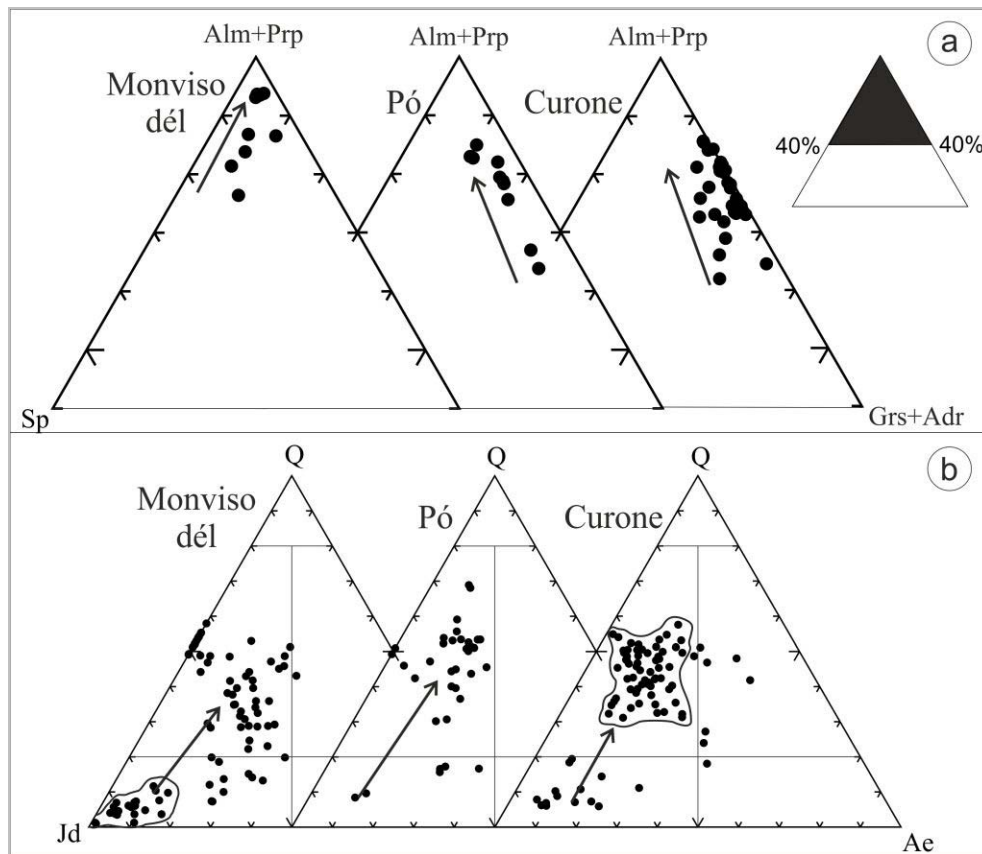 Alm+Prp
Alm+Prp
Alm+Prp
a
Monviso
dél
Pó
Curone
40%
40%
Sp
Grs+Adr
b
Q
Q
Q
Monviso
dél
Pó
Curone
Jd
Ae